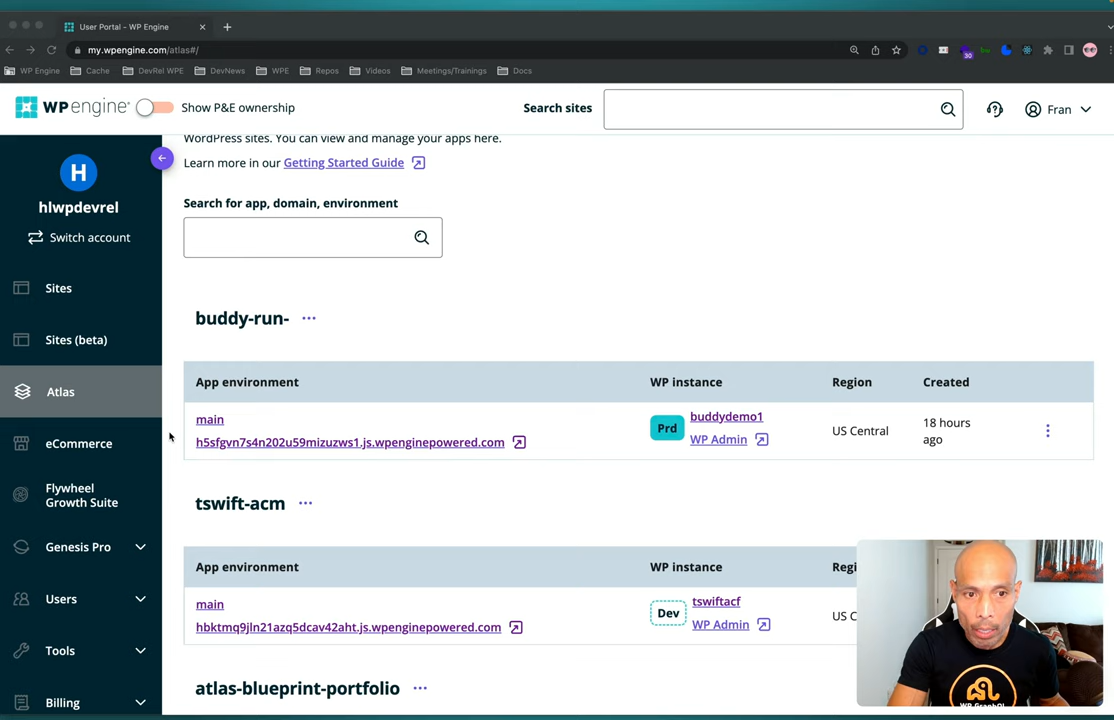 User Portal - WP Engine
my.wpengine.com/atlas#/
30
WP Engine Cache DevRel WPE DevNews WPE Repos Videos Meetings/Trainings Docs
WPengine Show P&E ownership Search sites Fran
WordPress sites. You can view and manage your apps here.
Learn more in our Getting Started Guide
H
hlwpdevrel
Switch account
Sites
Sites (beta)
Atlas
eCommerce
Flywheel
Growth Suite
Genesis Pro
Users
Tools
Billing
Search for app, domain, environment
buddy-run- ...
App environment WP instance Region Created
main
h5sfgvn7s4n202u59mizuzws1.js.wpenginepowered.com
Prd
buddydemo1
WP Admin
US Central
18 hours
ago
tswift-acm ...
App environment WP instance Regi
main
hbktmq9jln21azq5dcav42aht.js.wpenginepowered.com
Dev
tswiftacf
WP Admin
US C
atlas-blueprint-portfolio ...
WP GraphQL